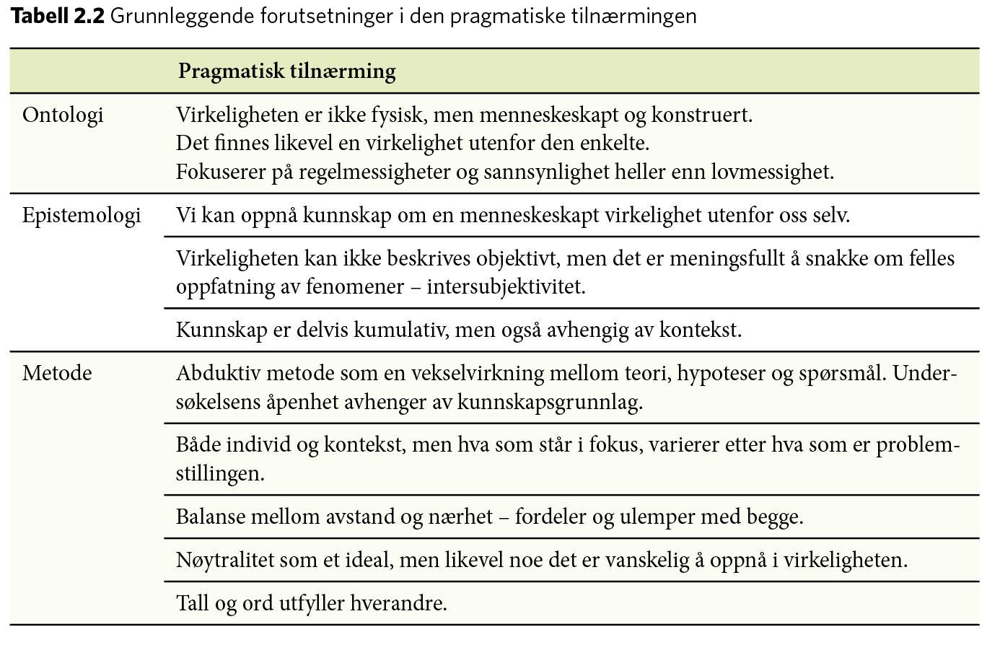 Tabell 2.2 Grunnleggende forutsetninger i den pragmatiske tilnærmingen
Pragmatisk tilnærming
Ontologi
Virkeligheten er ikke fysisk, men menneskeskapt og konstruert.
Det finnes likevel en virkelighet utenfor den enkelte.
Fokuserer på regelmessigheter og sannsynlighet heller enn lovmessighet.
Epistemologi
Vi kan oppnå kunnskap om en menneskeskapt virkelighet utenfor oss selv.
Virkeligheten kan ikke beskrives objektivt, men det er meningsfullt å snakke om felles
oppfatning av fenomener – intersubjektivitet.
Kunnskap er delvis kumulativ, men også avhengig av kontekst.
Metode
Abduktiv metode som en vekselvirkning mellom teori, hypoteser og spørsmål. Under-
søkelsens åpenhet avhenger av kunnskapsgrunnlag.
Både individ og kontekst, men hva som står i fokus, varierer etter hva som er problem-
stillingen.
Balanse mellom avstand og nærhet – fordeler og ulemper med begge.
Nøytralitet som et ideal, men likevel noe det er vanskelig å oppnå i virkeligheten.
Tall og ord utfyller hverandre.